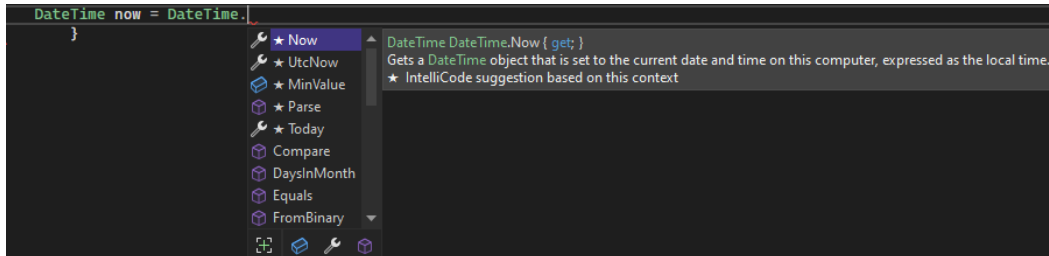 DateTime now = DateTime.
}
★ Now
★ UtcNow
★ MinValue
★ Parse
★ Today
Compare
DaysInMonth
Equals
FromBinary
DateTime DateTime.Now { get; }
Gets a DateTime object that is set to the current date and time on this computer, expressed as the local time.
★ IntelliCode suggestion based on this context